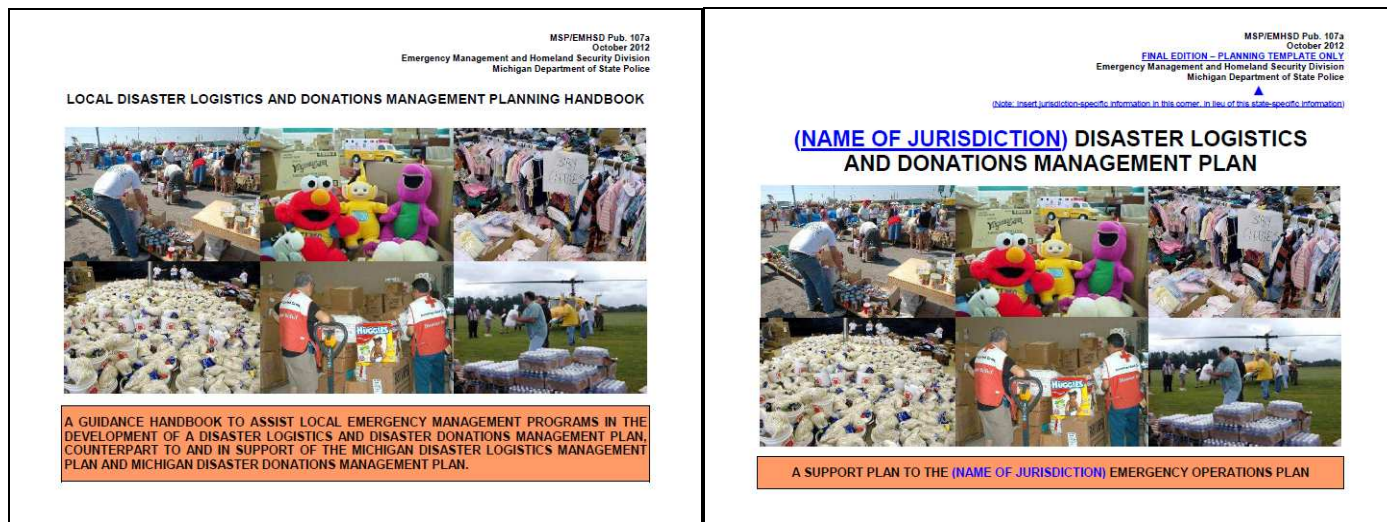 MSP/EMHSD Pub. 107a
October 2012
Emergency Management and Homeland Security Division
Michigan Department of State Police
LOCAL DISASTER LOGISTICS AND DONATIONS MANAGEMENT PLANNING HANDBOOK
HUGGIES
A GUIDANCE HANDBOOK TO ASSIST LOCAL EMERGENCY MANAGEMENT PROGRAMS IN THE
DEVELOPMENT OF A DISASTER LOGISTICS AND DISASTER DONATIONS MANAGEMENT PLAN,
COUNTERPART TO AND IN SUPPORT OF THE MICHIGAN DISASTER LOGISTICS MANAGEMENT
PLAN AND MICHIGAN DISASTER DONATIONS MANAGEMENT PLAN.
MSP/EMHSD Pub. 107a
October 2012
FINAL EDITION – PLANNING TEMPLATE ONLY
Emergency Management and Homeland Security Division
Michigan Department of State Police
(Note: Insert jurisdiction-specific information in this corner, in lieu of this state-specific information)
(NAME OF JURISDICTION) DISASTER LOGISTICS
AND DONATIONS MANAGEMENT PLAN
HUGGIES
A SUPPORT PLAN TO THE (NAME OF JURISDICTION) EMERGENCY OPERATIONS PLAN